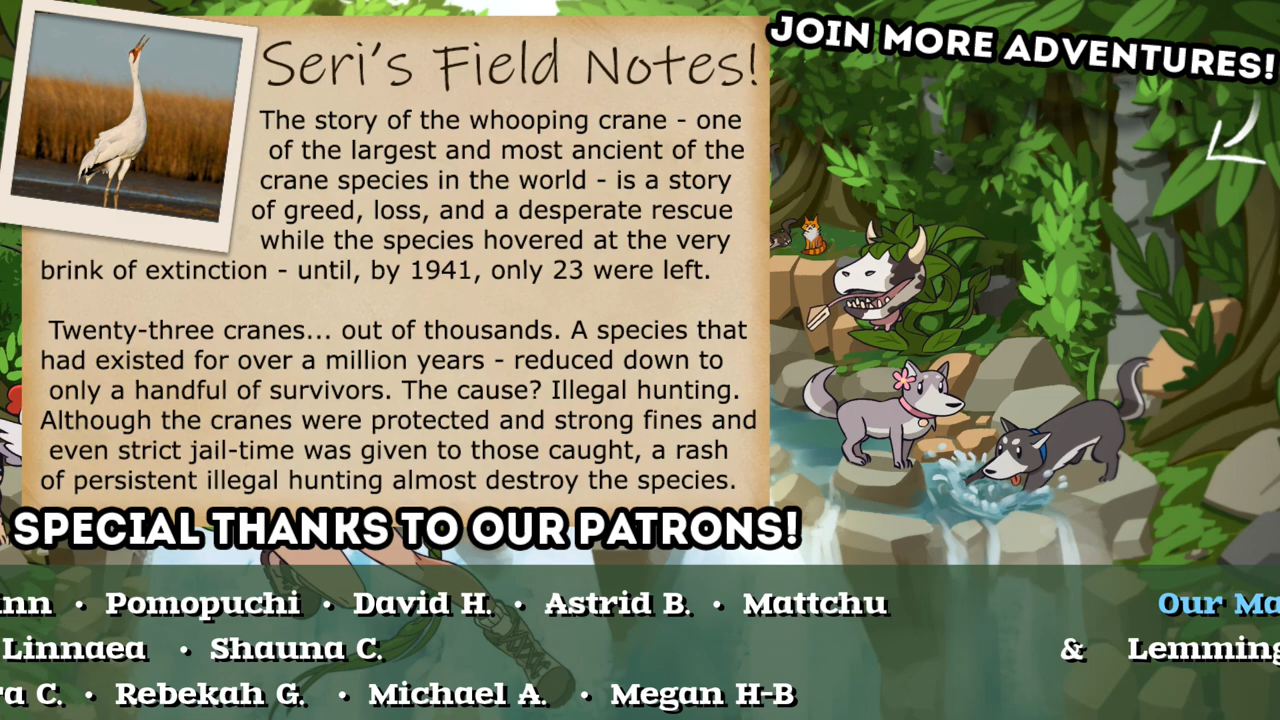 Seri's Field Notes!
JOIN MORE ADVENTURES!
The story of the whooping crane - one
of the largest and most ancient of the
crane species in the world - is a story
of greed, loss, and a desperate rescue
while the species hovered at the very
brink of extinction - until, by 1941, only 23 were left.
Twenty-three cranes... out of thousands. A species that
had existed for over a million years - reduced down to
only a handful of survivors. The cause? Illegal hunting.
Although the cranes were protected and strong fines and
even strict jail-time was given to those caught, a rash
of persistent illegal hunting almost destroy the species.
SPECIAL THANKS TO OUR PATRONS!
• Pomopuchi • David H. • Astrid B. • Mattchu Our
Linnaea • Shauna C. & Lemming
C. • Rebekah G. • Michael A. • Megan H-B